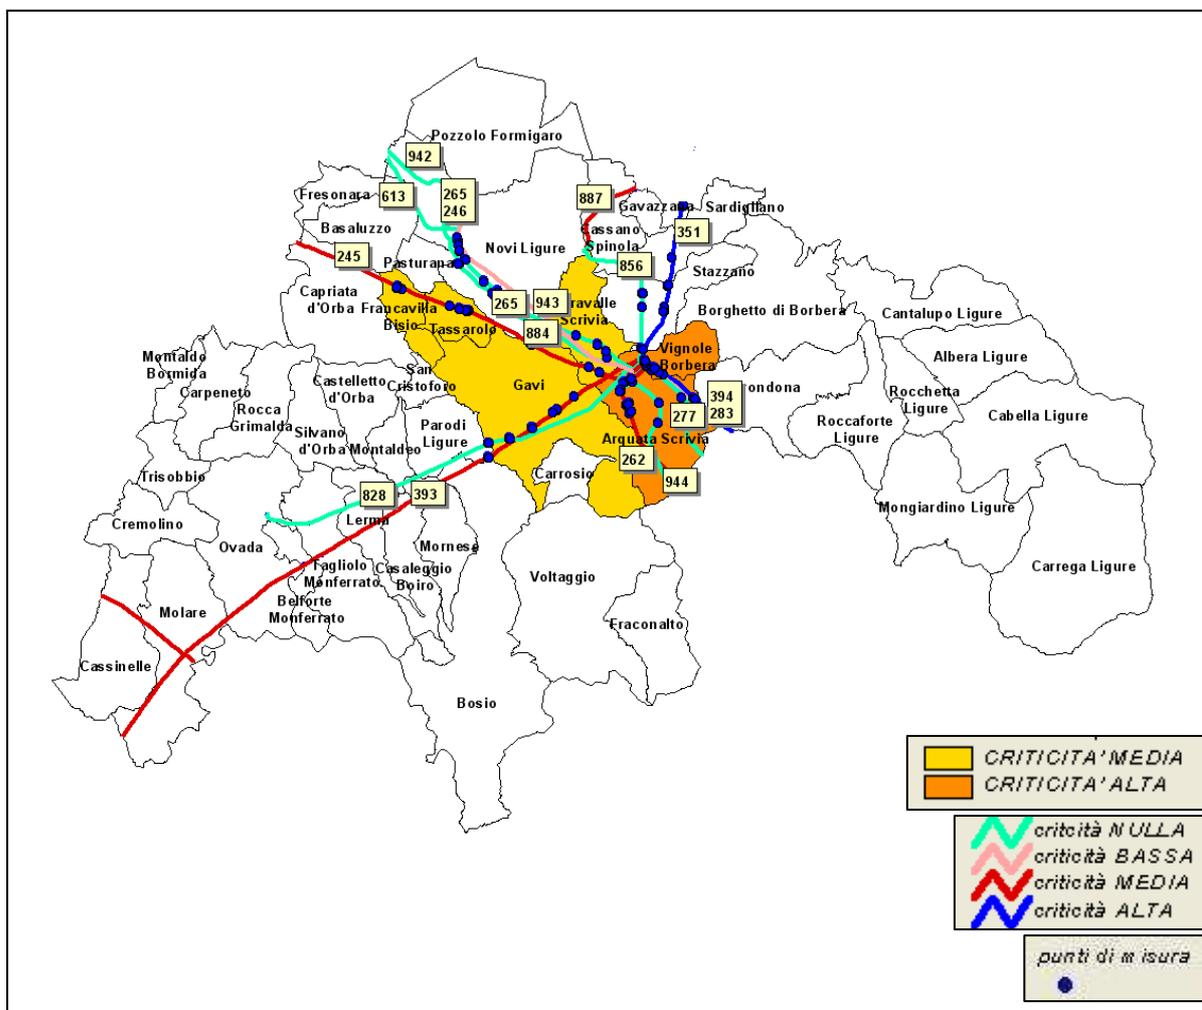 Pozzolo Formigaro
942
Fresonara
613
265
246
887
Gavazzana
Sardigliano
Basaluzzo
Cassano
Spinola
351
245
Pasturana
Novi Ligure
856
Stazzano
Capriata
d'Orba
Francavilla
Bisio
Tassarolo
265
943
ravalle
Scrivia
884
Borghetto di Borbera
Cantalupo Ligure
Vignole
Borbera
Albera Ligure
Montaldo
Bormida
Carpeneto
Castelletto
d'Orba
San
Cristoforo
Gavi
394
283
ondona
Rocchetta
Ligure
Cabella Ligure
Rocca
Grimalda
Silvano
d'Orba
Montaldeo
Parodi
Ligure
277
Roccaforte
Ligure
Arquata Scrivia
262
Trisobbio
Carrosio
944
828
393
Mongiardino Ligure
Cremolino
Lerma
Ovada
Mornese
Tagliolo
Monferrato
Casaleggio
Boiro
Voltaggio
Carrega Ligure
Belforte
Monferrato
Molare
Fraconalto
Cassinelle
Bosio
CRITICITA' MEDIA
CRITICITA' ALTA
critcità NULLA
criticità BASSA
criticità MEDIA
criticità ALTA
punti di misura